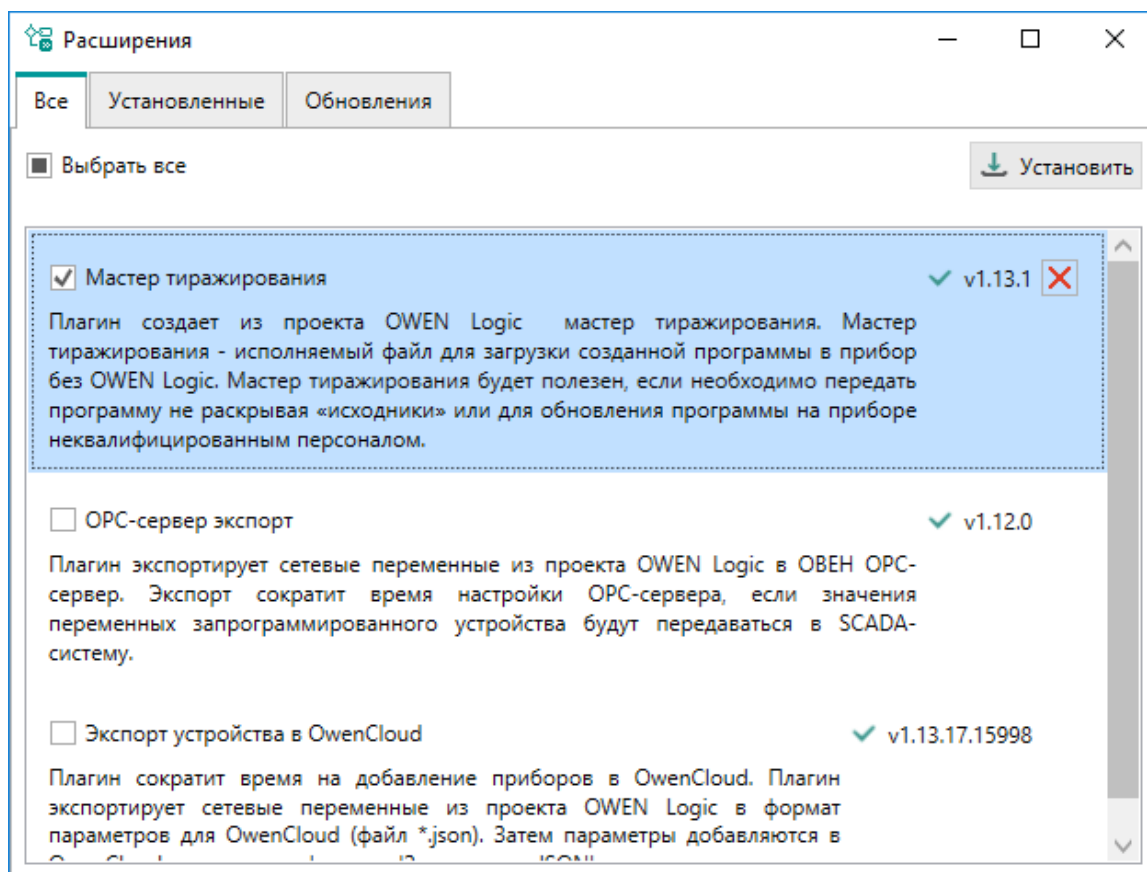 Расширения
Все Установленные Обновления
Выбрать все Установить
Мастер тиражирования v1.13.1
Плагин создает из проекта OWEN Logic мастер тиражирования. Мастер
тиражирования - исполняемый файл для загрузки созданной программы в прибор
без OWEN Logic. Мастер тиражирования будет полезен, если необходимо передать
программу не раскрывая «исходники» или для обновления программы на приборе
неквалифицированным персоналом.
OPC-сервер экспорт v1.12.0
Плагин экспортирует сетевые переменные из проекта OWEN Logic в ОВЕН OPC-
сервер. Экспорт сократит время настройки OPC-сервера, если значения
переменных запрограммированного устройства будут передаваться в SCADA-
систему.
Экспорт устройства в OwenCloud v1.13.17.15998
Плагин сократит время на добавление приборов в OwenCloud. Плагин
экспортирует сетевые переменные из проекта OWEN Logic в формат
параметров для OwenCloud (файл *.json). Затем параметры добавляются в